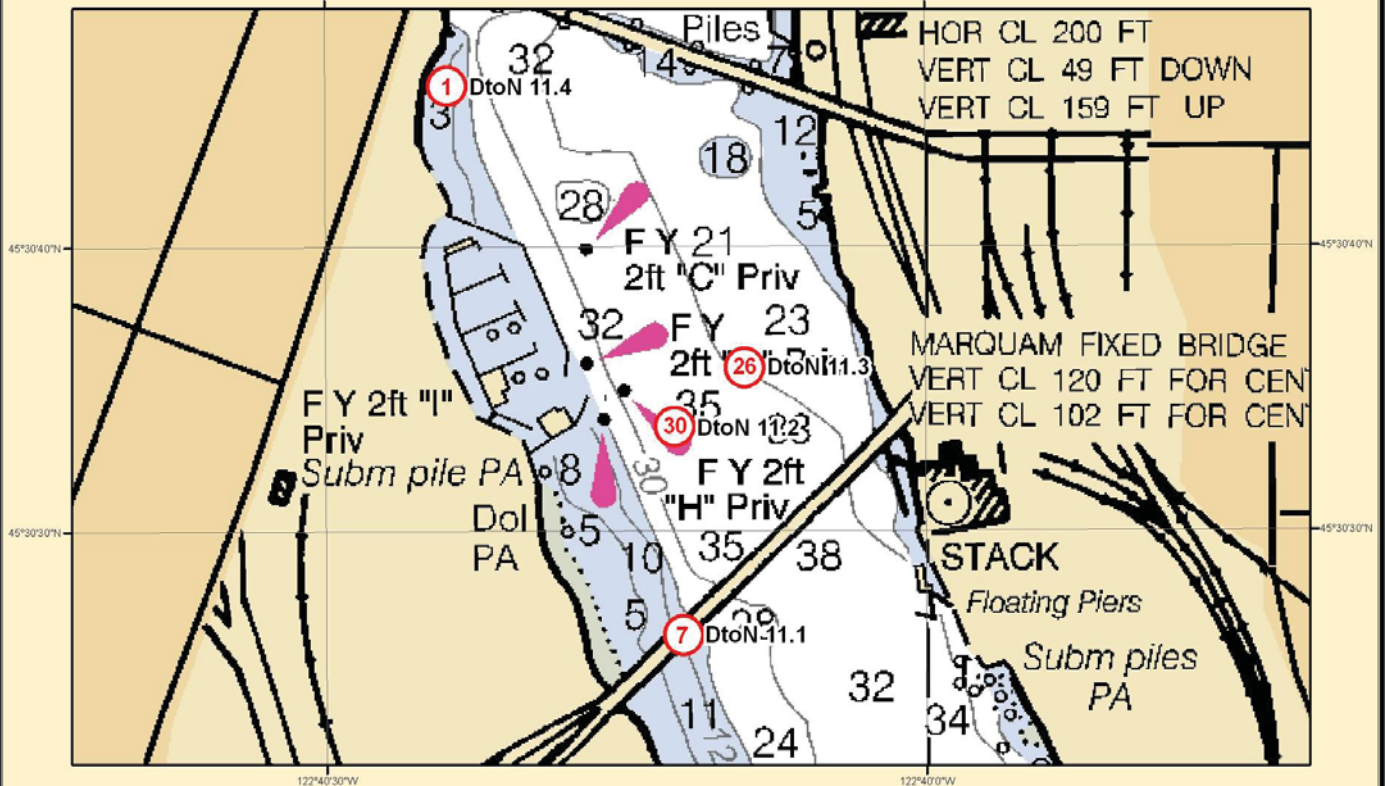 Piles
HOR CL 200 FT
VERT CL 49 FT DOWN
VERT CL 159 FT UP
32
14
7
1 DtoN 11.4
3
12
18
28
5
45°30'40"N
45°30'40"N
F Y 21
2ft "C" Priv
32
F Y
23
2ft
26 DtoN 11.3
MARQUAM FIXED BRIDGE
VERT CL 120 FT FOR CEN
VERT CL 102 FT FOR CEN
35
30 DtoN 11.2
F Y 2ft "I"
Priv
Subm pile PA
8
30
F Y 2ft
"H" Priv
Dol
PA
5
10
35
38
45°30'30"N
45°30'30"N
STACK
Floating Piers
5
7 DtoN 11.1
Subm piles
PA
32
34
11
12
24
122°40'30"W
122°40'0"W